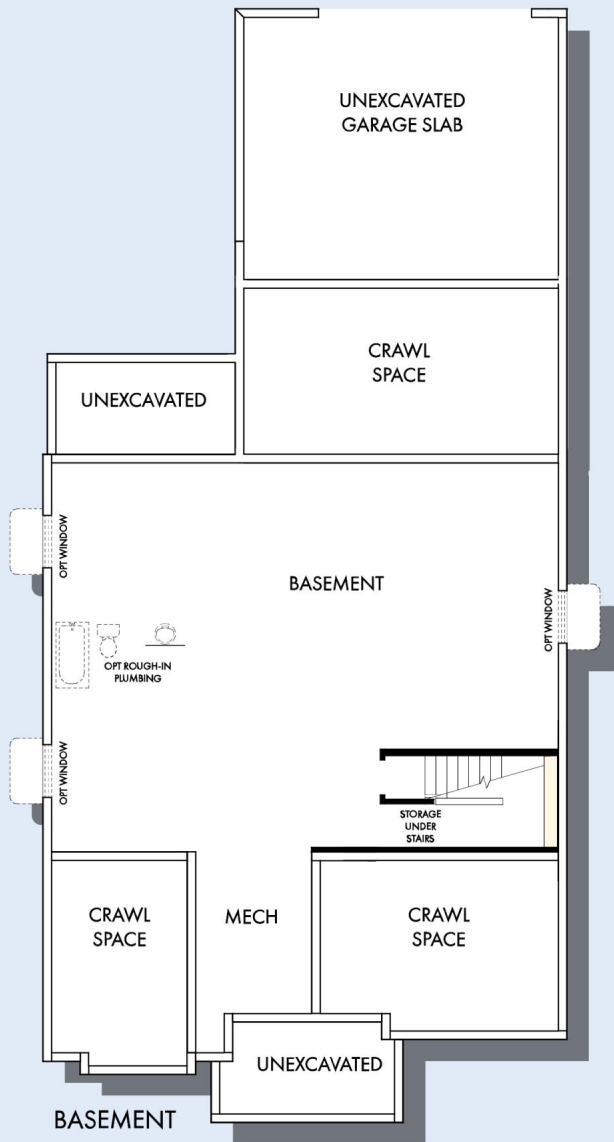 UNEXCAVATED
GARAGE SLAB
CRAWL
SPACE
UNEXCAVATED
OPT WINDOW
BASEMENT
OPT WINDOW
OPT ROUGH-IN
PLUMBING
OPT WINDOW
STORAGE
UNDER
STAIRS
CRAWL
SPACE
MECH
CRAWL
SPACE
UNEXCAVATED
BASEMENT